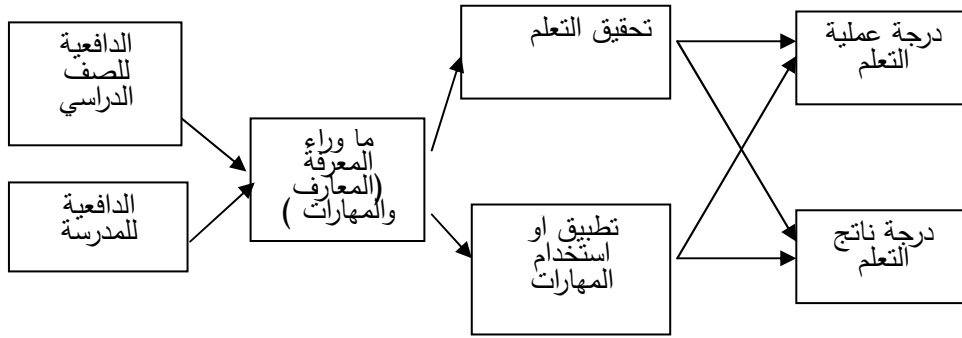 الدافعية
للصف
الدراسي
الدافعية
للمدرسة
ما وراء
المعرفة
(المعارف
والمهارات )
تحقيق التعلم
تطبيق او
استخدام
المهارات
درجة عملية
التعلم
درجة ناتج
التعلم